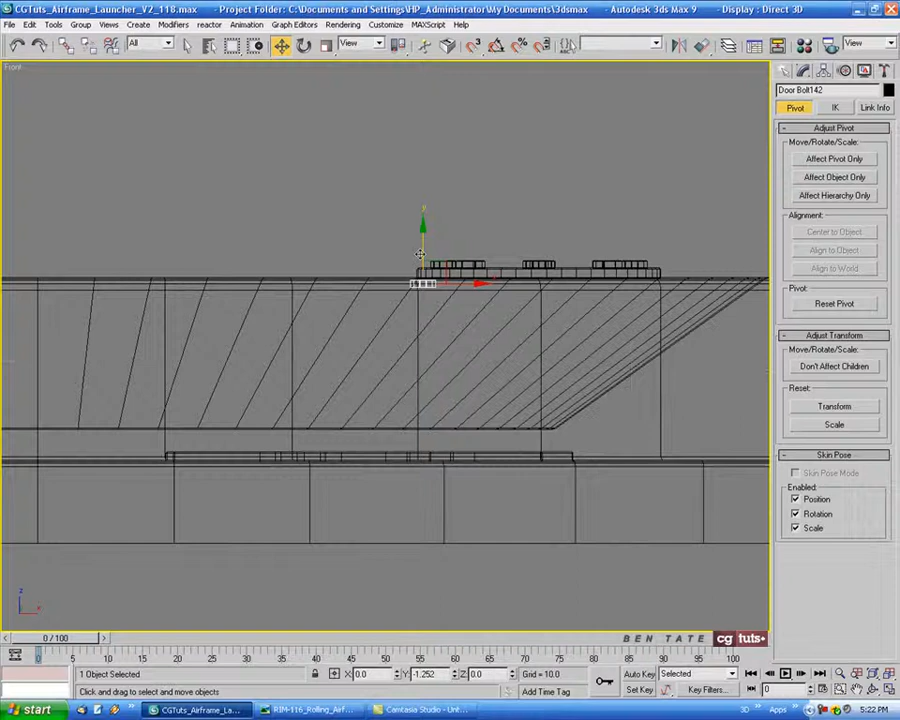 CGTuts_Airframe_Launcher_V2_118.max - Project Folder: C:\Documents and Settings\HP_Administrator\My Documents\3dsmax - Autodesk 3ds Max 9 - Display : Direct 3D
File Edit Tools Group Views Create Modifiers reactor Animation Graph Editors Rendering Customize MAXScript Help
All View View
Front
Door Bolt142
Pivot IK Link Info
- Adjust Pivot
Move/Rotate/Scale:
Affect Pivot Only
Affect Object Only
Affect Hierarchy Only
Alignment:
Center to Object
Align to Object
Align to World
Pivot:
Reset Pivot
- Adjust Transform
Move/Rotate/Scale:
Don't Affect Children
Reset:
Transform
Scale
- Skin Pose
Skin Pose Mode
Enabled:
Position
Rotation
Scale
y
z
x
BEN TATE cg tuts+
< 0 / 100 >
0 5 10 15 20 25 30 35 40 45 50 55 60 65 70 75 80 85 90 95 100
1 Object Selected X: 0.0 Y: -1.252 Z: 0.0 Grid = 10.0 Auto Key Selected
Click and drag to select and move objects Add Time Tag Set Key Key Filters... 0
start CGTuts_Airframe_La... RIM-116_Rolling_Airf... Camtasia Studio - Unt... 3D Apps 5:22 PM